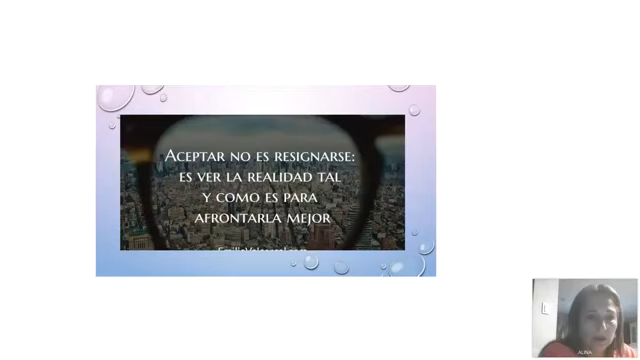 Aceptar no es resignarse:
es ver la realidad tal
y como es para
afrontarla mejor